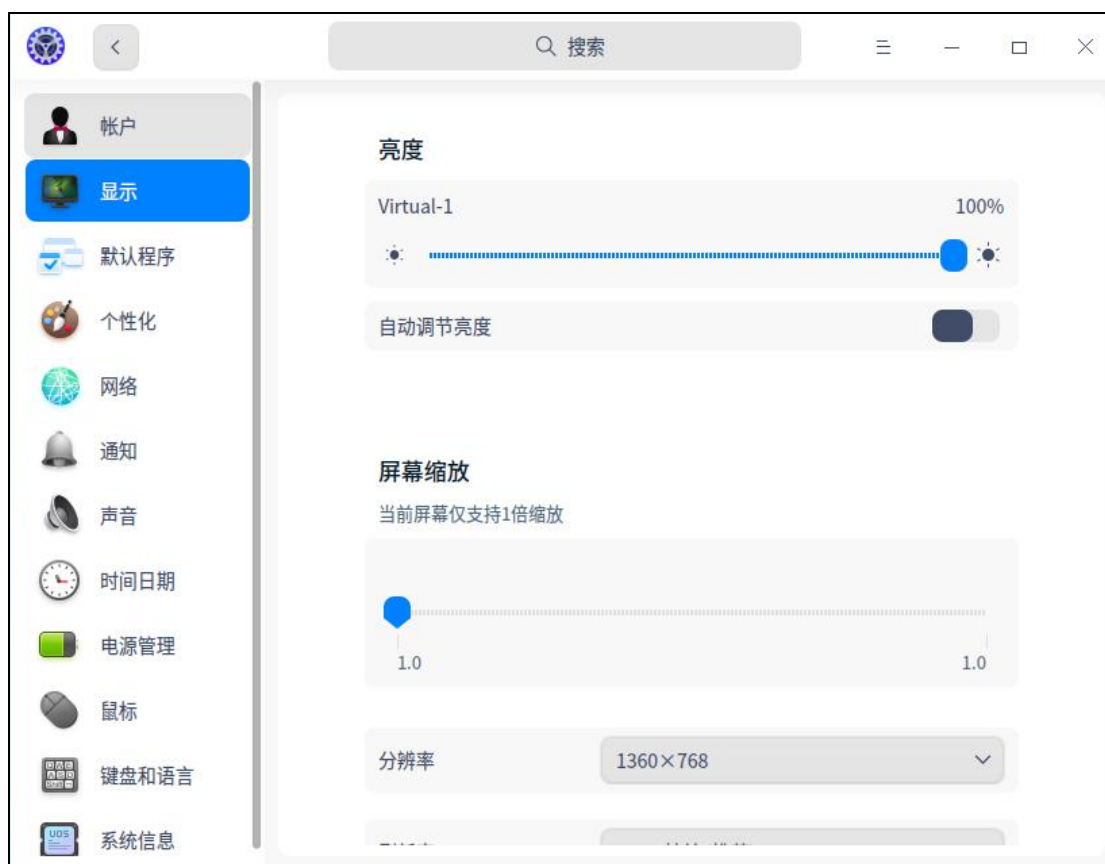 搜索
帐户
显示
默认程序
个性化
网络
通知
声音
时间日期
电源管理
鼠标
键盘和语言
UOS
系统信息
亮度
Virtual-1 100%
自动调节亮度
屏幕缩放
当前屏幕仅支持1倍缩放
1.0 1.0
分辨率 1360×768